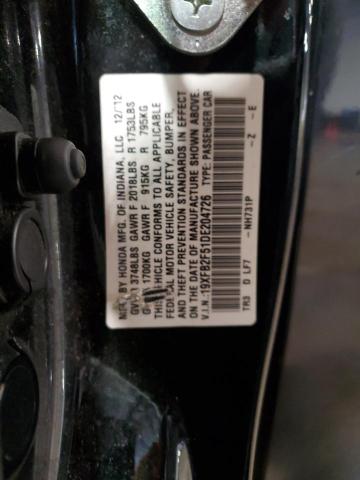 MFD. BY HONDA MFG. OF INDIANA, LLC 12/12
GVWR 3748LBS GAWR F 2018LBS R 1753LBS
GVWR 1700KG GAWR F 915KG R 795KG
THIS VEHICLE CONFORMS TO ALL APPLICABLE
FEDERAL MOTOR VEHICLE SAFETY, BUMPER,
AND THEFT PREVENTION STANDARDS IN EFFECT
ON THE DATE OF MANUFACTURE SHOWN ABOVE.
V.I.N.: 19XFB2F51DE204726 TYPE: PASSENGER CAR
TR3 D LF7 -NH731P -Z -E